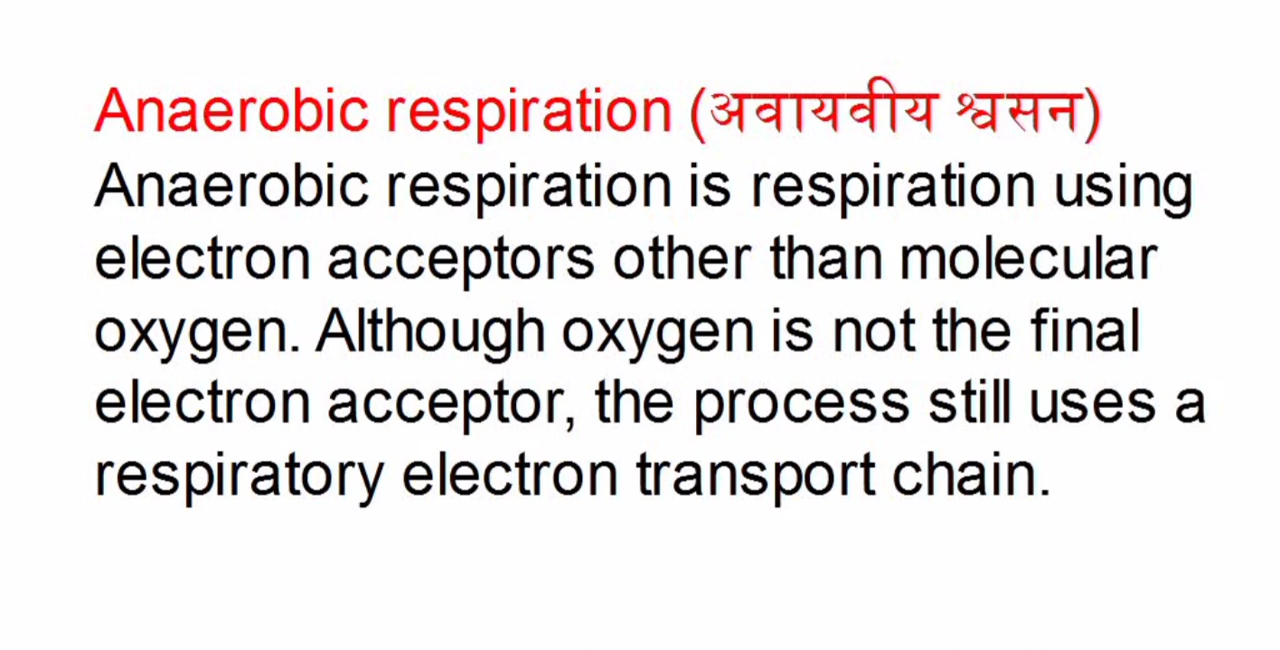 Anaerobic respiration (अवायवीय श्वसन)
Anaerobic respiration is respiration using
electron acceptors other than molecular
oxygen. Although oxygen is not the final
electron acceptor, the process still uses a
respiratory electron transport chain.